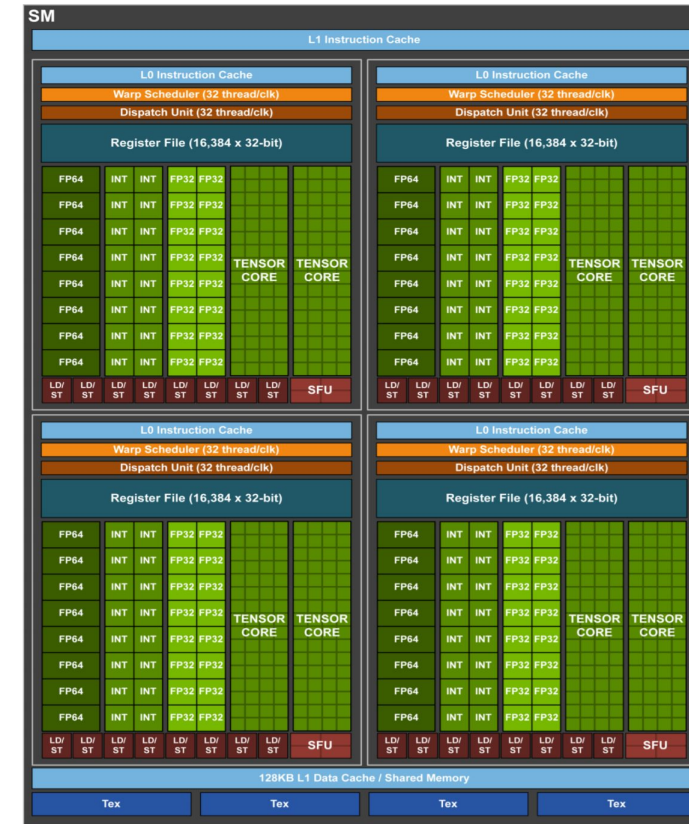 SM
L1 Instruction Cache
L0 Instruction Cache
Warp Scheduler (32 thread/clk)
Dispatch Unit (32 thread/clk)
Register File (16,384 x 32-bit)
FP64 INT INT FP32 FP32
FP64 INT INT FP32 FP32
FP64 INT INT FP32 FP32
FP64 INT INT FP32 FP32
TENSOR TENSOR
CORE CORE
FP64 INT INT FP32 FP32
FP64 INT INT FP32 FP32
FP64 INT INT FP32 FP32
FP64 INT INT FP32 FP32
LD/ LD/ LD/ LD/ LD/ LD/ LD/ LD/
ST ST ST ST ST ST ST ST
SFU
L0 Instruction Cache
Warp Scheduler (32 thread/clk)
Dispatch Unit (32 thread/clk)
Register File (16,384 x 32-bit)
FP64 INT INT FP32 FP32
FP64 INT INT FP32 FP32
FP64 INT INT FP32 FP32
FP64 INT INT FP32 FP32
TENSOR TENSOR
CORE CORE
FP64 INT INT FP32 FP32
FP64 INT INT FP32 FP32
FP64 INT INT FP32 FP32
FP64 INT INT FP32 FP32
LD/ LD/ LD/ LD/ LD/ LD/ LD/ LD/
ST ST ST ST ST ST ST ST
SFU
L0 Instruction Cache
Warp Scheduler (32 thread/clk)
Dispatch Unit (32 thread/clk)
Register File (16,384 x 32-bit)
FP64 INT INT FP32 FP32
FP64 INT INT FP32 FP32
FP64 INT INT FP32 FP32
FP64 INT INT FP32 FP32
TENSOR TENSOR
CORE CORE
FP64 INT INT FP32 FP32
FP64 INT INT FP32 FP32
FP64 INT INT FP32 FP32
FP64 INT INT FP32 FP32
LD/ LD/ LD/ LD/ LD/ LD/ LD/ LD/
ST ST ST ST ST ST ST ST
SFU
L0 Instruction Cache
Warp Scheduler (32 thread/clk)
Dispatch Unit (32 thread/clk)
Register File (16,384 x 32-bit)
FP64 INT INT FP32 FP32
FP64 INT INT FP32 FP32
FP64 INT INT FP32 FP32
FP64 INT INT FP32 FP32
TENSOR TENSOR
CORE CORE
FP64 INT INT FP32 FP32
FP64 INT INT FP32 FP32
FP64 INT INT FP32 FP32
FP64 INT INT FP32 FP32
LD/ LD/ LD/ LD/ LD/ LD/ LD/ LD/
ST ST ST ST ST ST ST ST
SFU
128KB L1 Data Cache / Shared Memory
Tex Tex Tex Tex